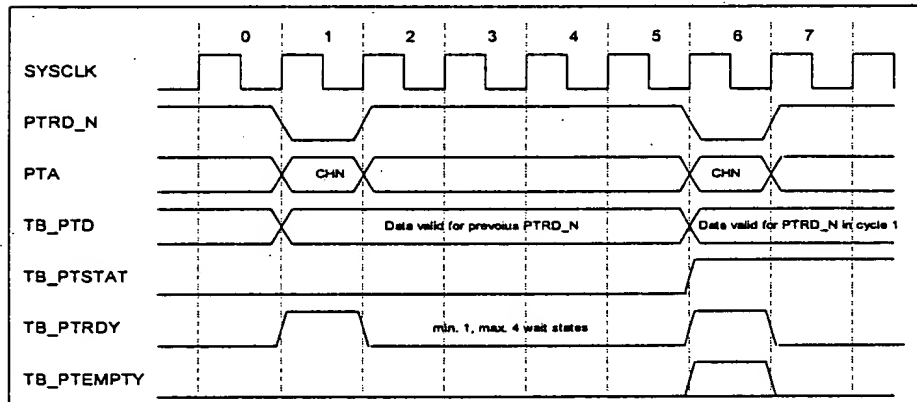 0 1 2 3 4 5 6 7
SYSCLK
PTRD_N
PTA CHN CHN
TB_PTD Data valid for prevoius PTRD_N Data valid for PTRD_N in cycle 1
TB_PTSTAT
TB_PTRDY min. 1, max. 4 wait states
TB_PTEMPTY